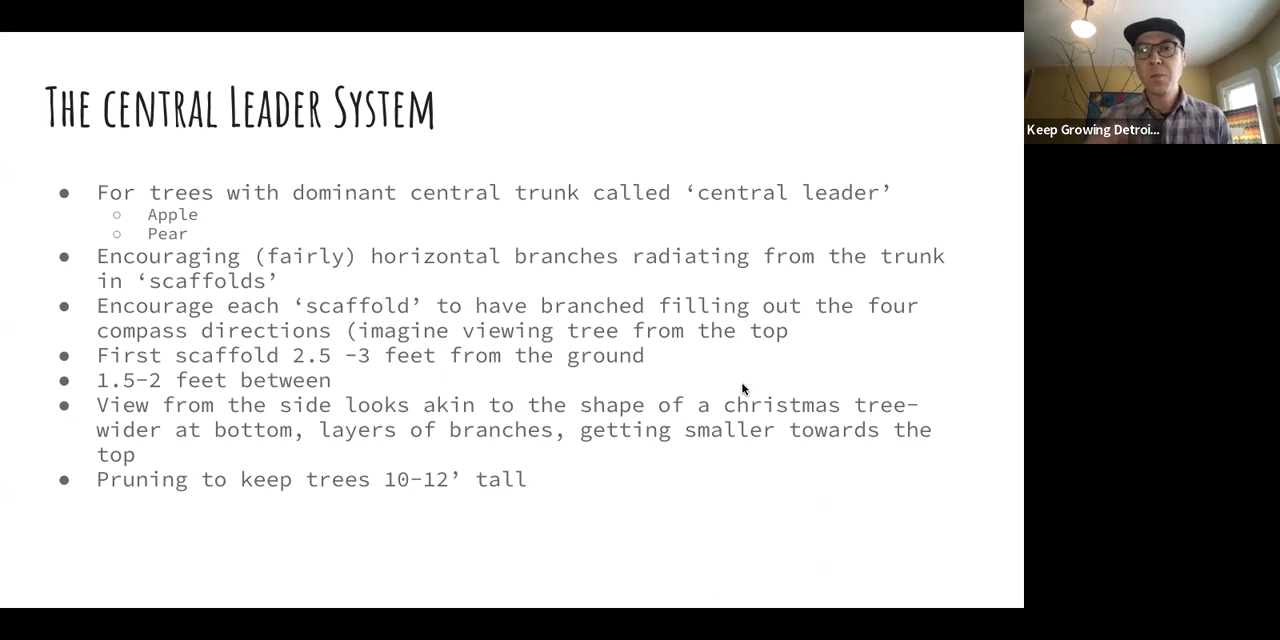 The central Leader System
● For trees with dominant central trunk called ‘central leader’
○ Apple
○ Pear
● Encouraging (fairly) horizontal branches radiating from the trunk
in ‘scaffolds’
● Encourage each ‘scaffold’ to have branched filling out the four
compass directions (imagine viewing tree from the top
● First scaffold 2.5 -3 feet from the ground
● 1.5-2 feet between
● View from the side looks akin to the shape of a christmas tree-
wider at bottom, layers of branches, getting smaller towards the
top
● Pruning to keep trees 10-12’ tall
Keep Growing Detroi...